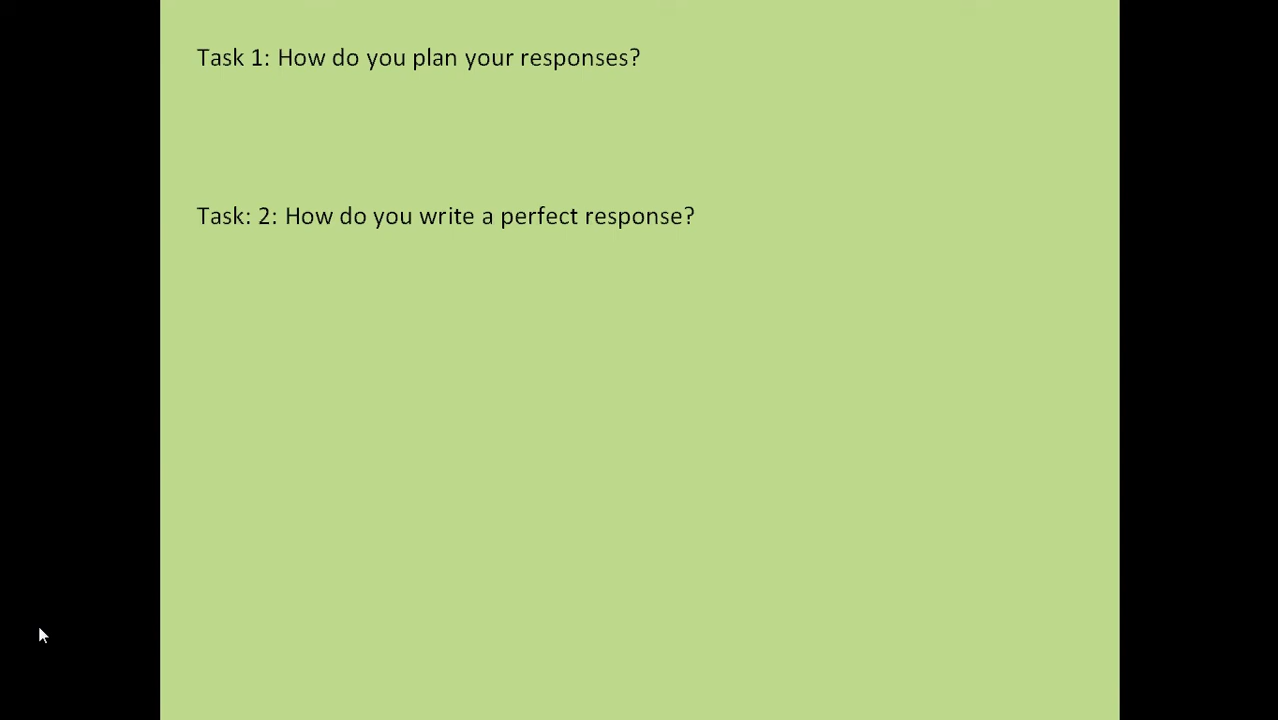 Task 1: How do you plan your responses?
Task: 2: How do you write a perfect response?